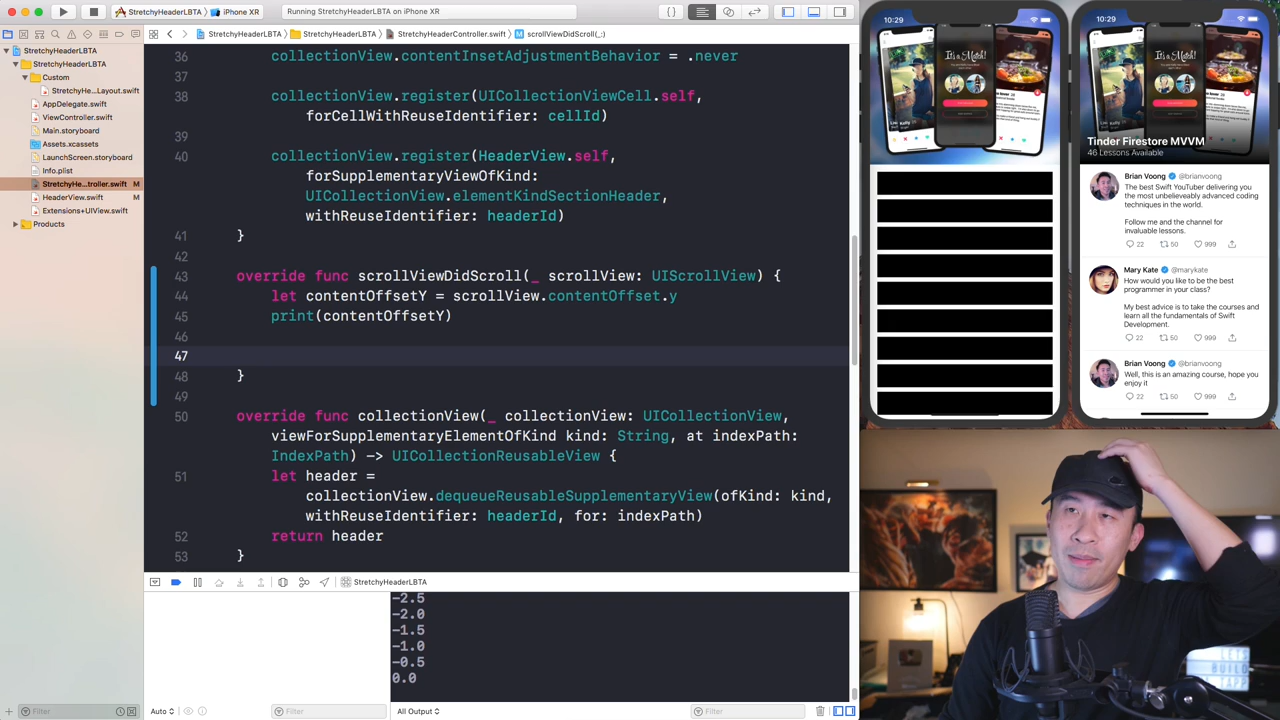 StretchyHeaderLBTA
iPhone XR
Running StretchyHeaderLBTA on iPhone XR
StretchyHeaderLBTA
StretchyHeaderLBTA
StretchyHeaderController.swift
M
scrollViewDidScroll(_:)
StretchyHeaderLBTA
StretchyHeaderLBTA
Custom
StretchyHe...Layout.swift
AppDelegate.swift
ViewController.swift
Main.storyboard
Assets.xcassets
LaunchScreen.storyboard
Info.plist
StretchyHe...troller.swift M
HeaderView.swift M
Extensions+UIView.swift
Products
36 collectionView.contentInsetAdjustmentBehavior = .never
37
38 collectionView.register(UICollectionViewCell.self,
forCellWithReuseIdentifier: cellId)
39
40 collectionView.register(HeaderView.self,
forSupplementaryViewOfKind:
UICollectionView.elementKindSectionHeader,
withReuseIdentifier: headerId)
41 }
42
43 override func scrollViewDidScroll(_ scrollView: UIScrollView) {
44 let contentOffsetY = scrollView.contentOffset.y
45 print(contentOffsetY)
46
47
48 }
49
50 override func collectionView(_ collectionView: UICollectionView,
viewForSupplementaryElementOfKind kind: String, at indexPath:
IndexPath) -> UICollectionReusableView {
51 let header =
collectionView.dequeueReusableSupplementaryView(ofKind: kind,
withReuseIdentifier: headerId, for: indexPath)
52 return header
53 }
StretchyHeaderLBTA
-2.5
-2.0
-1.5
-1.0
-0.5
0.0
Filter
Auto
Filter
All Output
Filter
10:29
It's a Match!
10:29
It's a Match!
Tinder Firestore MVVM
46 Lessons Available
Brian Voong @brianvoong
The best Swift YouTuber delivering you
the most unbelieveably advanced coding
techniques in the world.
Follow me and the channel for
invaluable lessons.
22 50 999
Mary Kate @marykate
How would you like to be the best
programmer in your class?
My best advice is to take the courses and
learn all the fundamentals of Swift
Development.
22 50 999
Brian Voong @brianvoong
Well, this is an amazing course, hope you
enjoy it
22 50 999
LETS
BUILD